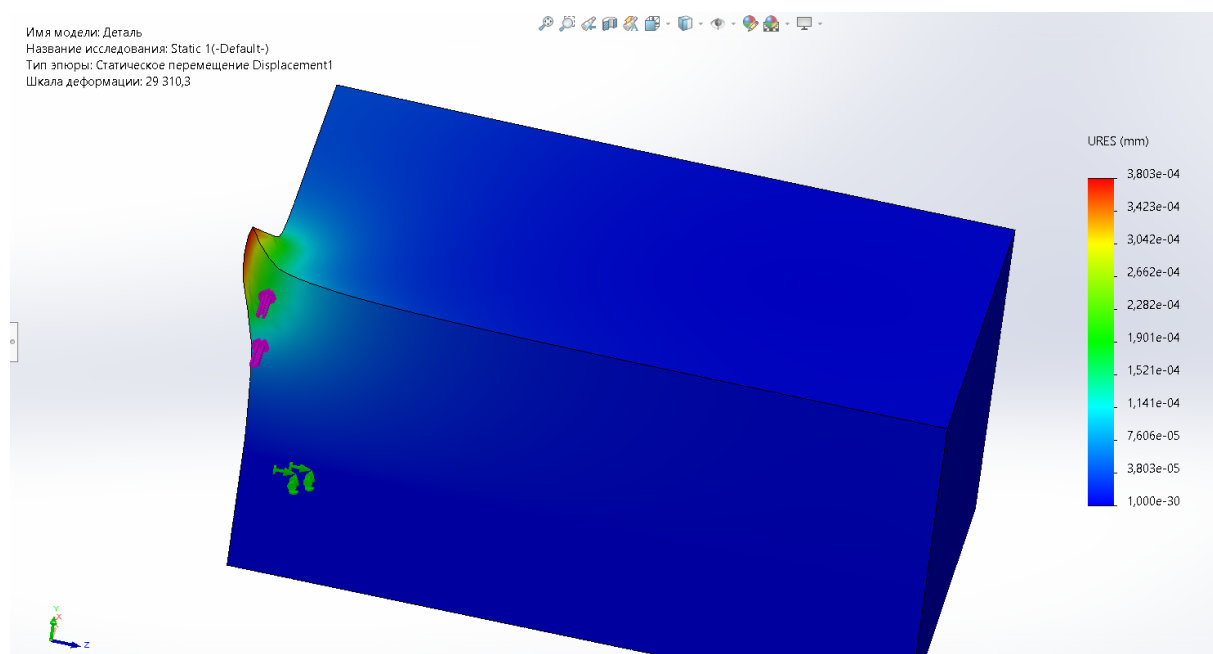 Имя модели: Деталь
Название исследования: Static 1(-Default-)
Тип эпюры: Статическое перемещение Displacement1
Шкала деформации: 29 310,3
URES (mm)
3,803e-04
3,423e-04
3,042e-04
2,662e-04
2,282e-04
1,901e-04
1,521e-04
1,141e-04
7,606e-05
3,803e-05
1,000e-30
Y
X
Z